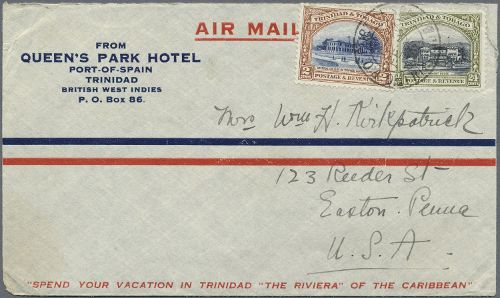 AIR MAIL
FROM
QUEEN'S PARK HOTEL
PORT-OF-SPAIN
TRINIDAD
BRITISH WEST INDIES
P. O. Box 86.
TRINIDAD & TOBAGO
POSTAGE & REVENUE
TRINIDAD & TOBAGO
POSTAGE & REVENUE
24
Mrs Wm H. Kirkpatrick
123 Reeder St
Easton. Penna
U. S. A.
"SPEND YOUR VACATION IN TRINIDAD "THE RIVIERA" OF THE CARIBBEAN"